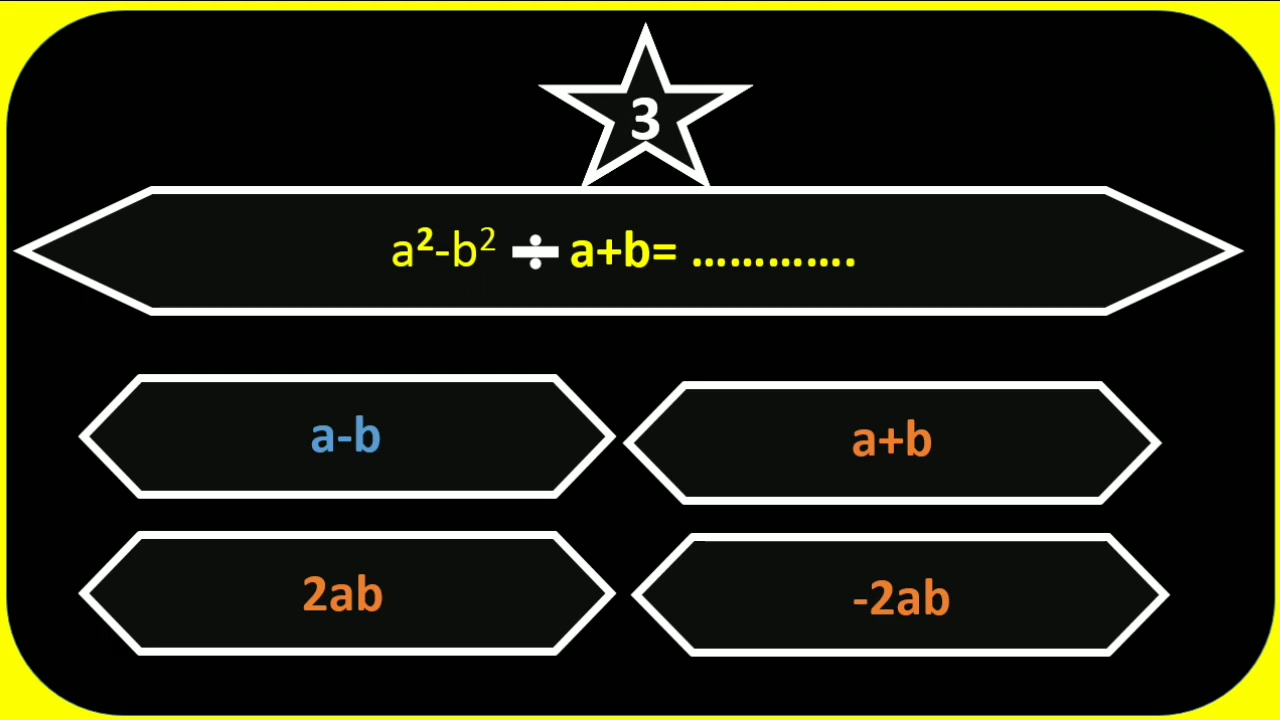 3
a²-b² ÷ a+b= .............
a-b
a+b
2ab
-2ab